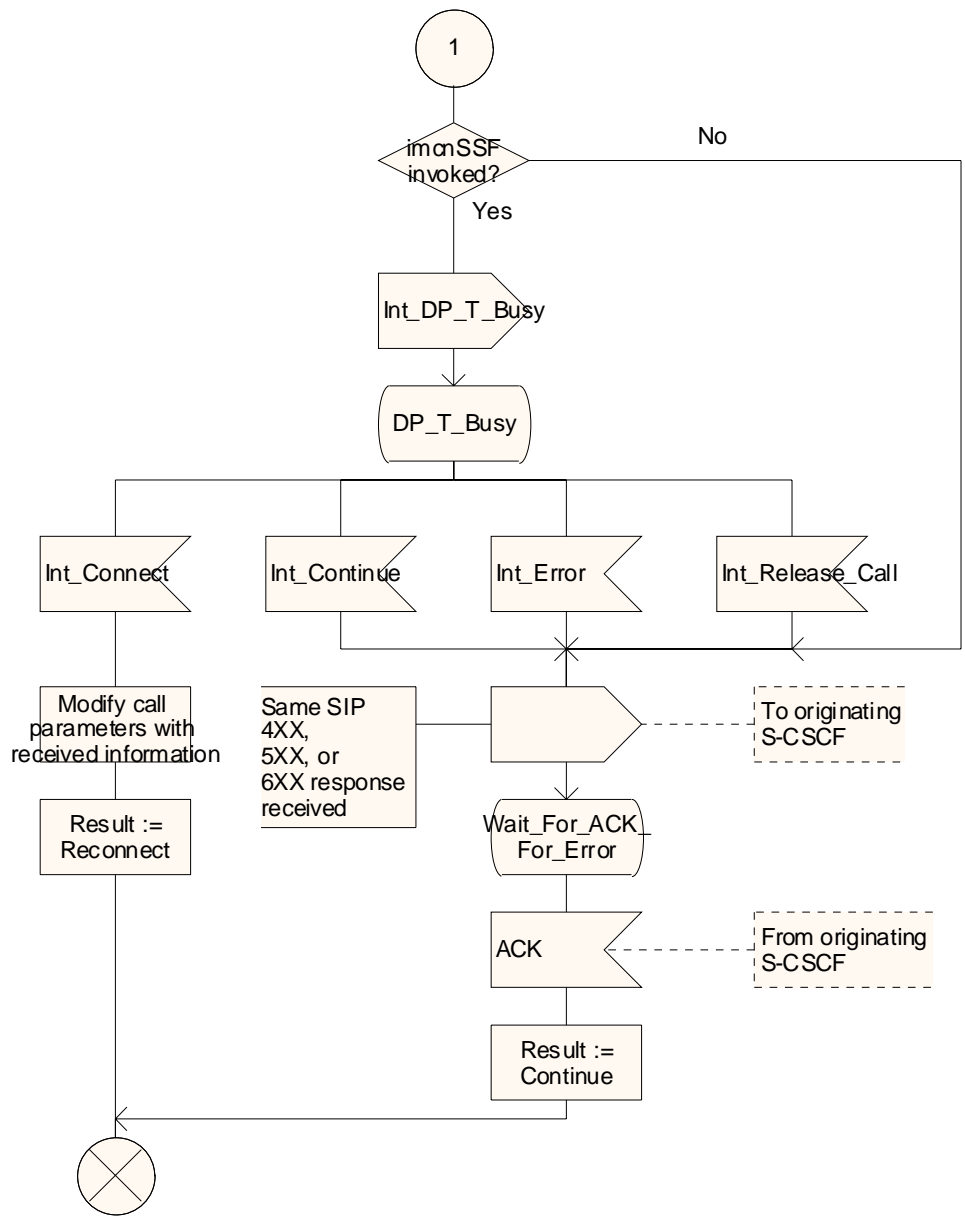 1
imcnSSF
invoked?
No
Yes
Int_DP_T_Busy
DP_T_Busy
Int_Connect
Int_Continue
Int_Error
Int_Release_Call
Modify call
parameters with
received information
Same SIP
4XX,
5XX, or
6XX response
received
To originating
S-CSCF
Result :=
Reconnect
Wait_For_ACK_
For_Error
ACK
From originating
S-CSCF
Result :=
Continue